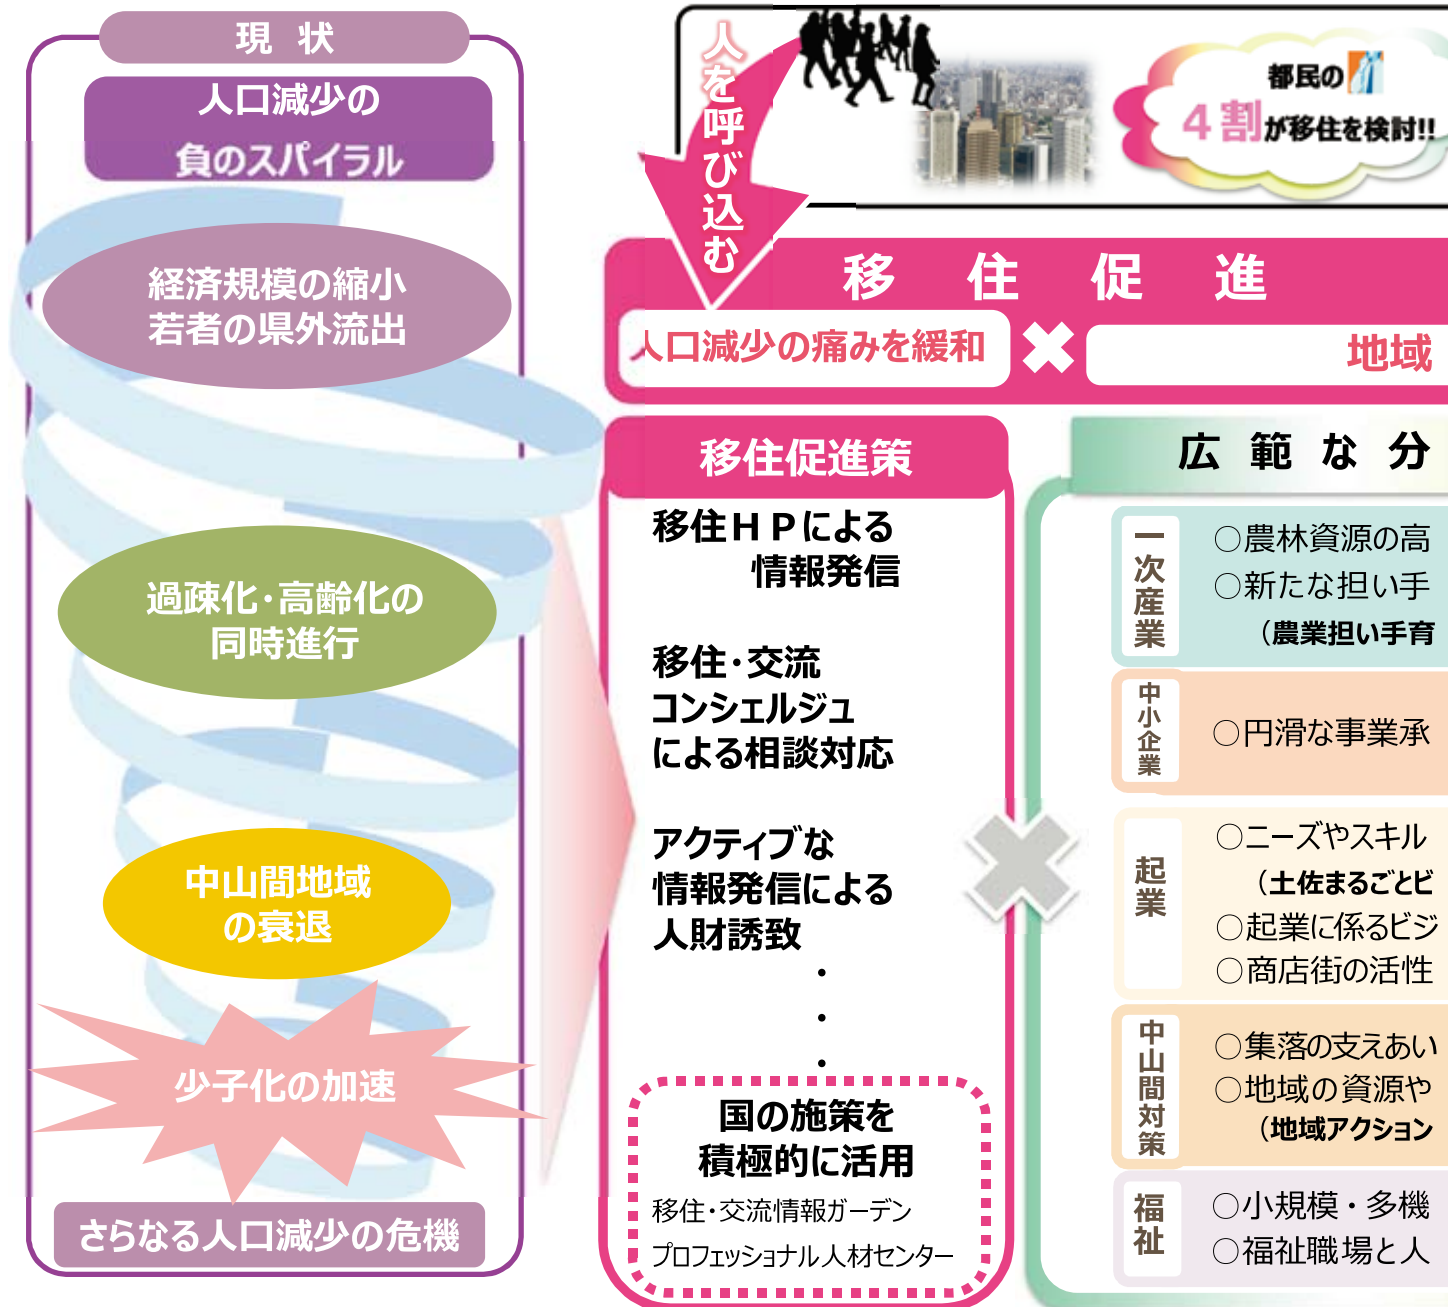 現 状
人口減少の
負のスパイラル
経済規模の縮小
若者の県外流出
過疎化・高齢化の
同時進行
中山間地域
の衰退
少子化の加速
さらなる人口減少の危機
人を呼び込む
都民の
４割が移住を検討!!
移 住 促 進
人口減少の痛みを緩和
地域
移住促進策
移住ＨＰによる
情報発信
移住・交流
コンシェルジュ
による相談対応
アクティブな
情報発信による
人財誘致
・
・
・
国の施策を
積極的に活用
移住・交流情報ガーデン
プロフェッショナル人材センター
広 範 な 分
一次産業
○農林資源の高
○新たな担い手
（農業担い手育
中小企業
○円滑な事業承
起業
○ニーズやスキル
（土佐まるごとビ
○起業に係るビジ
○商店街の活性
中山間対策
○集落の支えあい
○地域の資源や
（地域アクション
福祉
○小規模・多機
○福祉職場と人